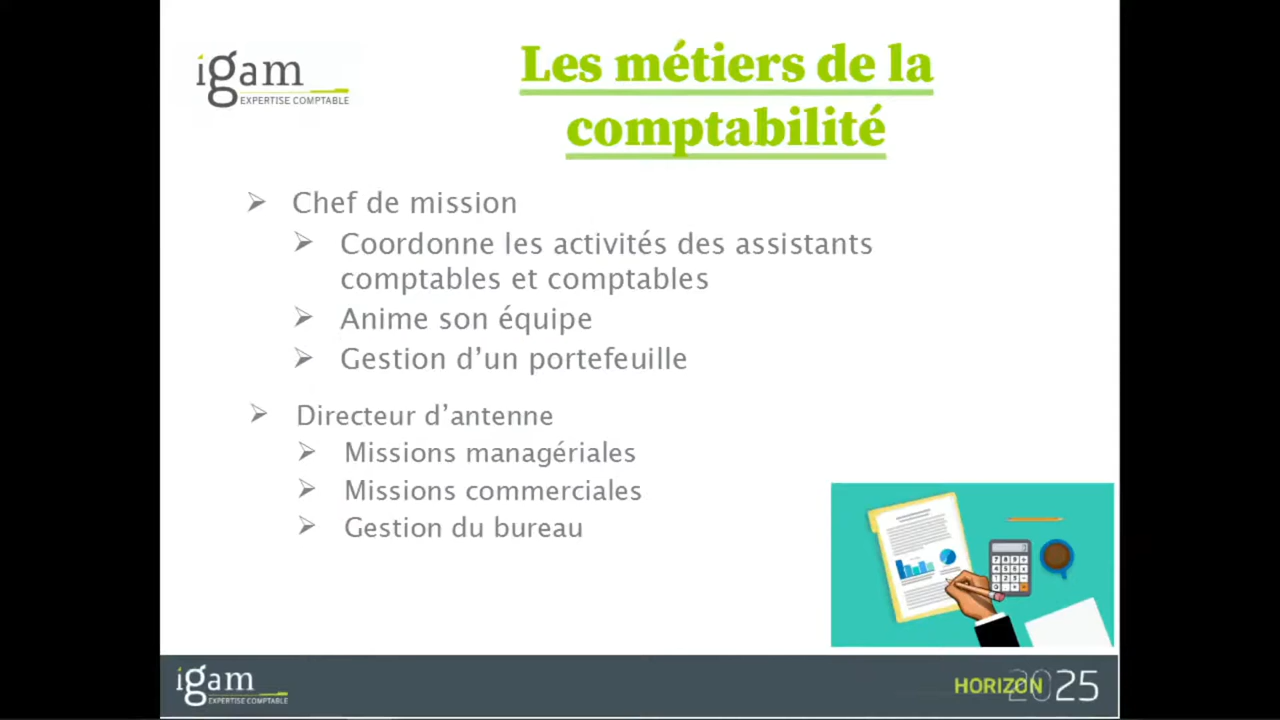 igam
EXPERTISE COMPTABLE
Les métiers de la
comptabilité
Chef de mission
Coordonne les activités des assistants
comptables et comptables
Anime son équipe
Gestion d’un portefeuille
Directeur d’antenne
Missions managériales
Missions commerciales
Gestion du bureau
igam
EXPERTISE COMPTABLE
HORIZON 2025